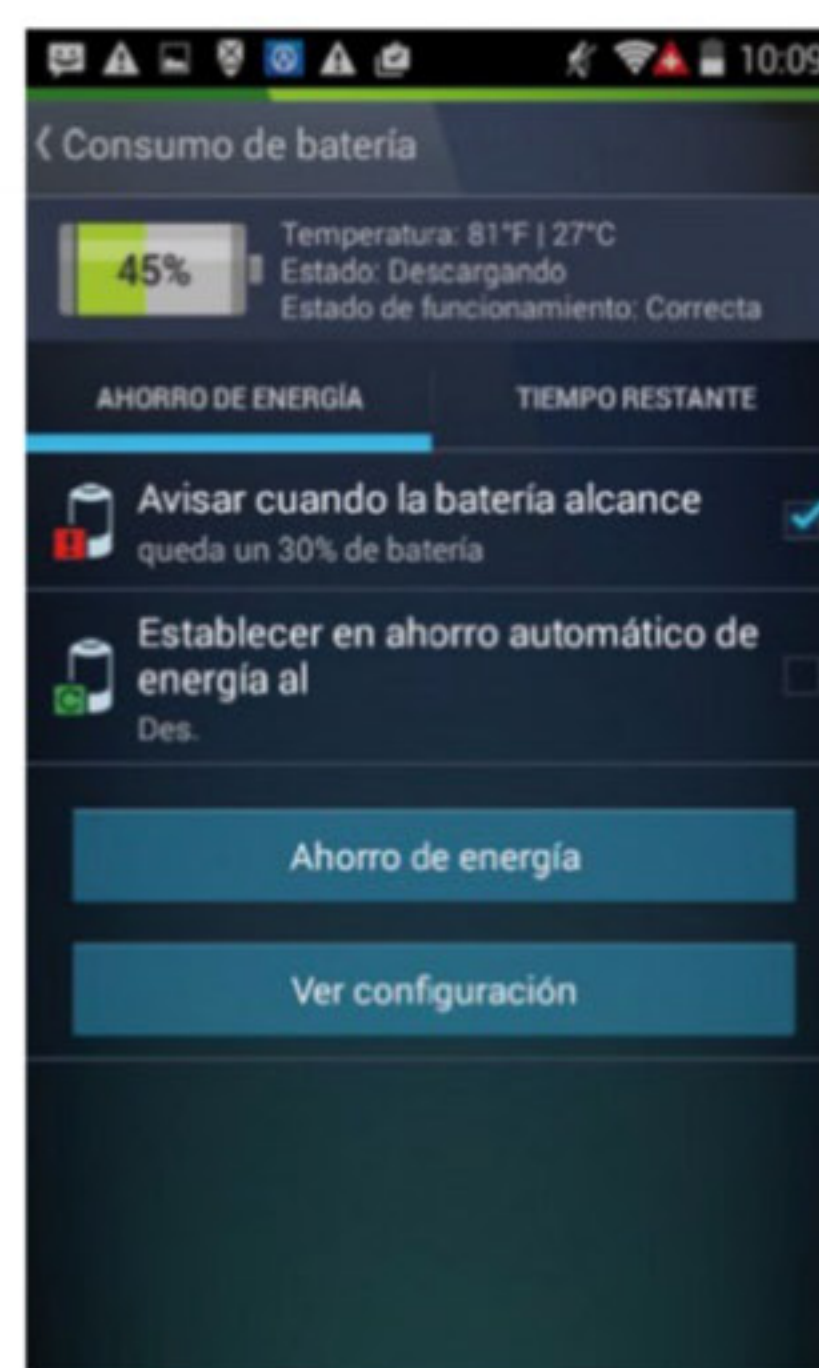 10:09
Consumo de batería
45%
Temperatura: 81°F | 27°C
Estado: Descargando
Estado de funcionamiento: Correcta
AHORRO DE ENERGÍA
TIEMPO RESTANTE
Avisar cuando la batería alcance
queda un 30% de batería
Establecer en ahorro automático de
energía al
Des.
Ahorro de energía
Ver configuración